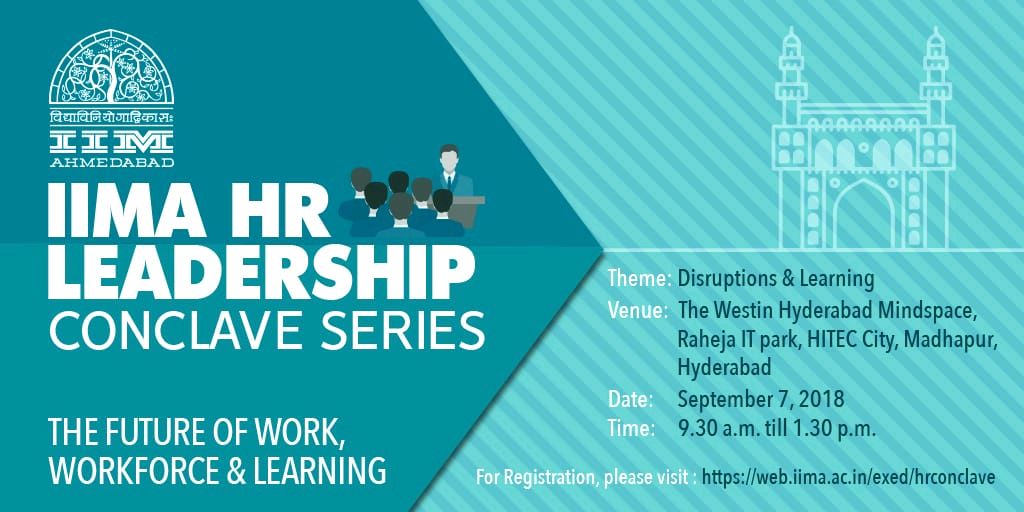 विद्याविनियोगाद्विकासः
IIM
AHMEDABAD
IIMA HR
LEADERSHIP
CONCLAVE SERIES
THE FUTURE OF WORK,
WORKFORCE & LEARNING
Theme: Disruptions & Learning
Venue: The Westin Hyderabad Mindspace,
Raheja IT park, HITEC City, Madhapur,
Hyderabad
Date: September 7, 2018
Time: 9.30 a.m. till 1.30 p.m.
For Registration, please visit : https://web.iima.ac.in/exed/hrconclave